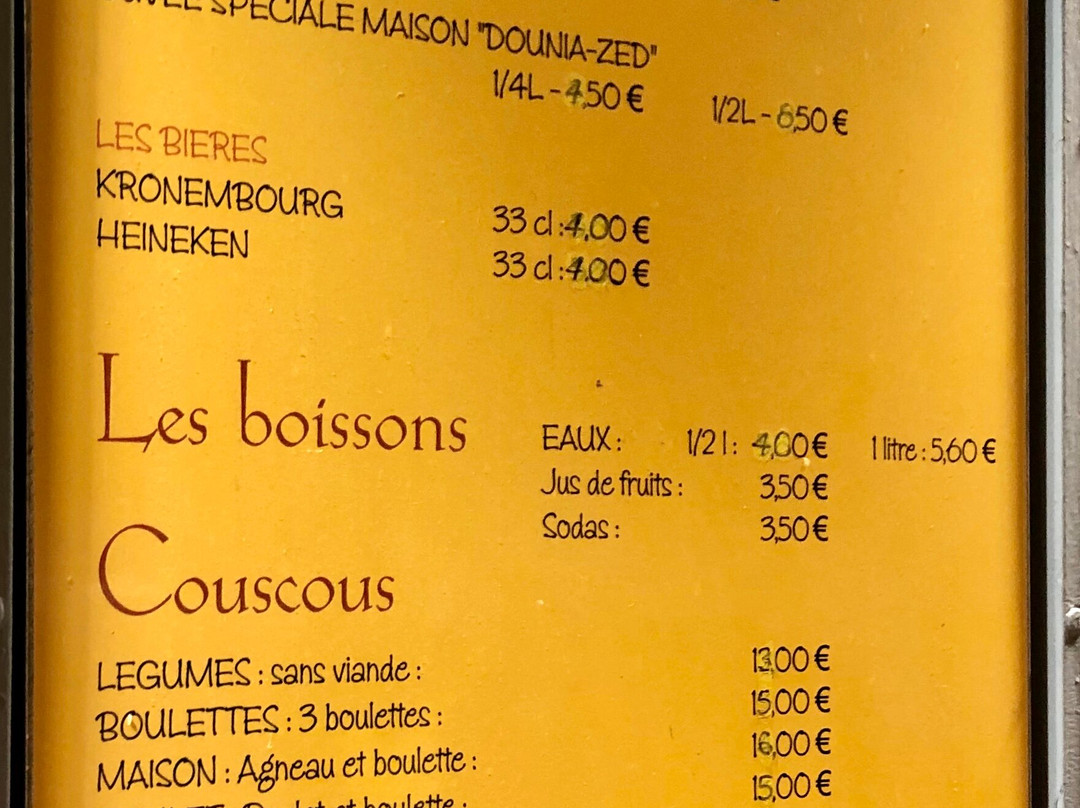 SPECIALE MAISON "DOUNIA-ZED"
1/4L - 4,50 € 1/2L - 6,50 €
LES BIERES
KRONEMBOURG 33 cl : 4,00 €
HEINEKEN 33 cl : 4.00 €
Les boissons
EAUX : 1/2 l : 4,00 € 1 litre : 5,60 €
Jus de fruits : 3,50 €
Sodas : 3,50 €
Couscous
LEGUMES : sans viande : 13,00 €
BOULETTES : 3 boulettes : 15,00 €
MAISON : Agneau et boulette : 16,00 €
et boulette : 15,00 €